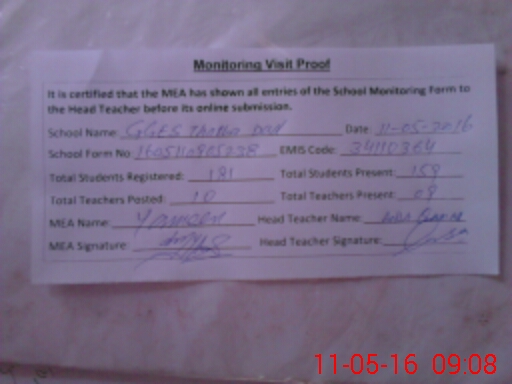 Monitoring Visit Proof
It is certified that the MEA has shown all entries of the School Monitoring Form to
the Head Teacher before its online submission.
School Name: GGES Date: 11-05-2016
School Form No: EMIS Code: 34110364
Total Students Registered: 181 Total Students Present: 159
Total Teachers Posted: 10 Total Teachers Present: 09
MEA Name: Head Teacher Name:
MEA Signature: Head Teacher Signature:
11-05-16 09:08